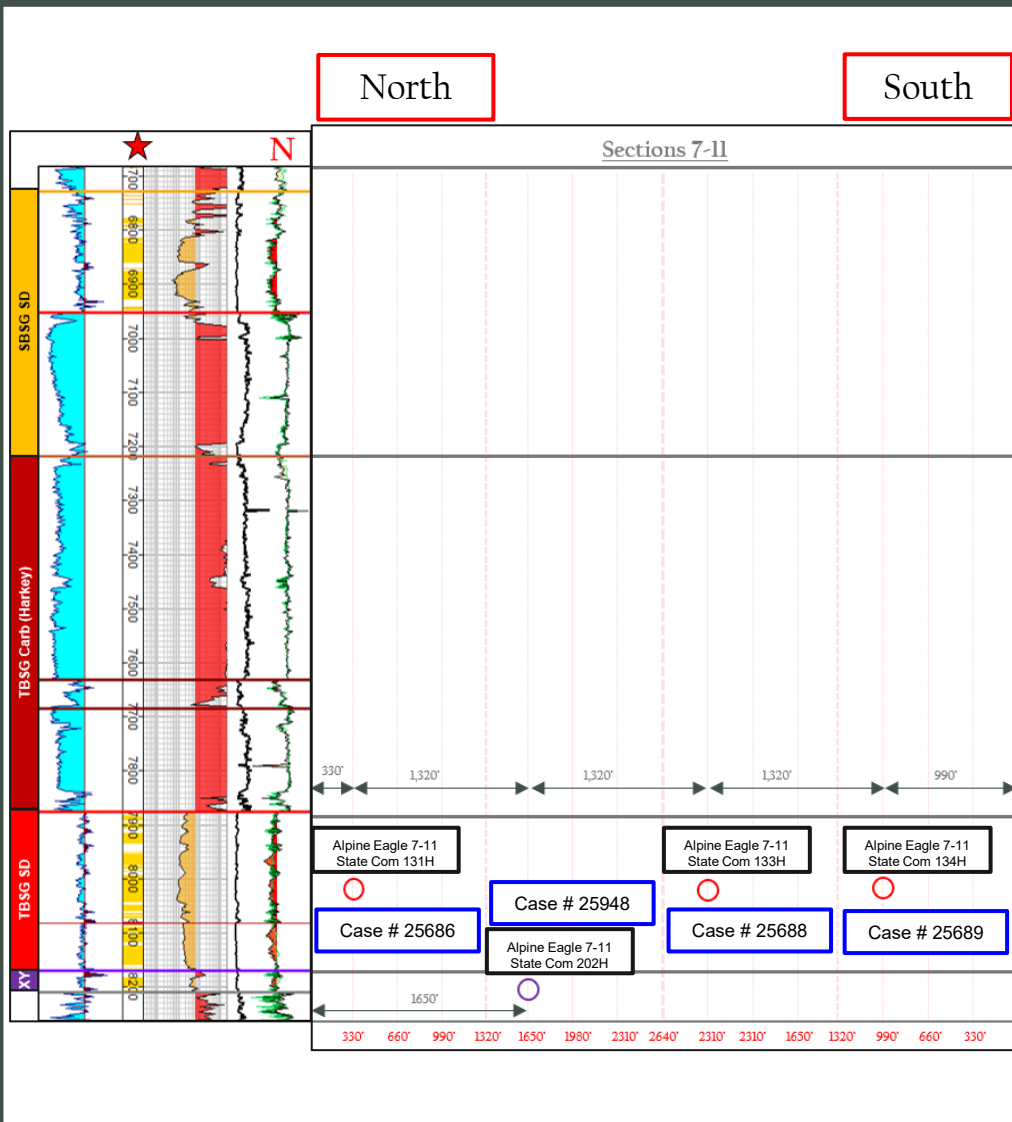 North
South
N
Sections 7-11
SBSG SD
TBSG Carb (Harkey)
TBSG SD
XY
700
6800
6900
7000
7100
7200
7300
7400
7500
7600
7700
7800
7900
8000
100
8200
330'
1,320'
1,320'
1,320'
990'
Alpine Eagle 7-11
State Com 131H
Case # 25686
Case # 25948
Alpine Eagle 7-11
State Com 202H
Alpine Eagle 7-11
State Com 133H
Case # 25688
Alpine Eagle 7-11
State Com 134H
Case # 25689
1650'
330' 660' 990' 1320' 1650' 1980' 2310' 2640' 2310' 2310' 1650' 1320' 990' 660' 330'